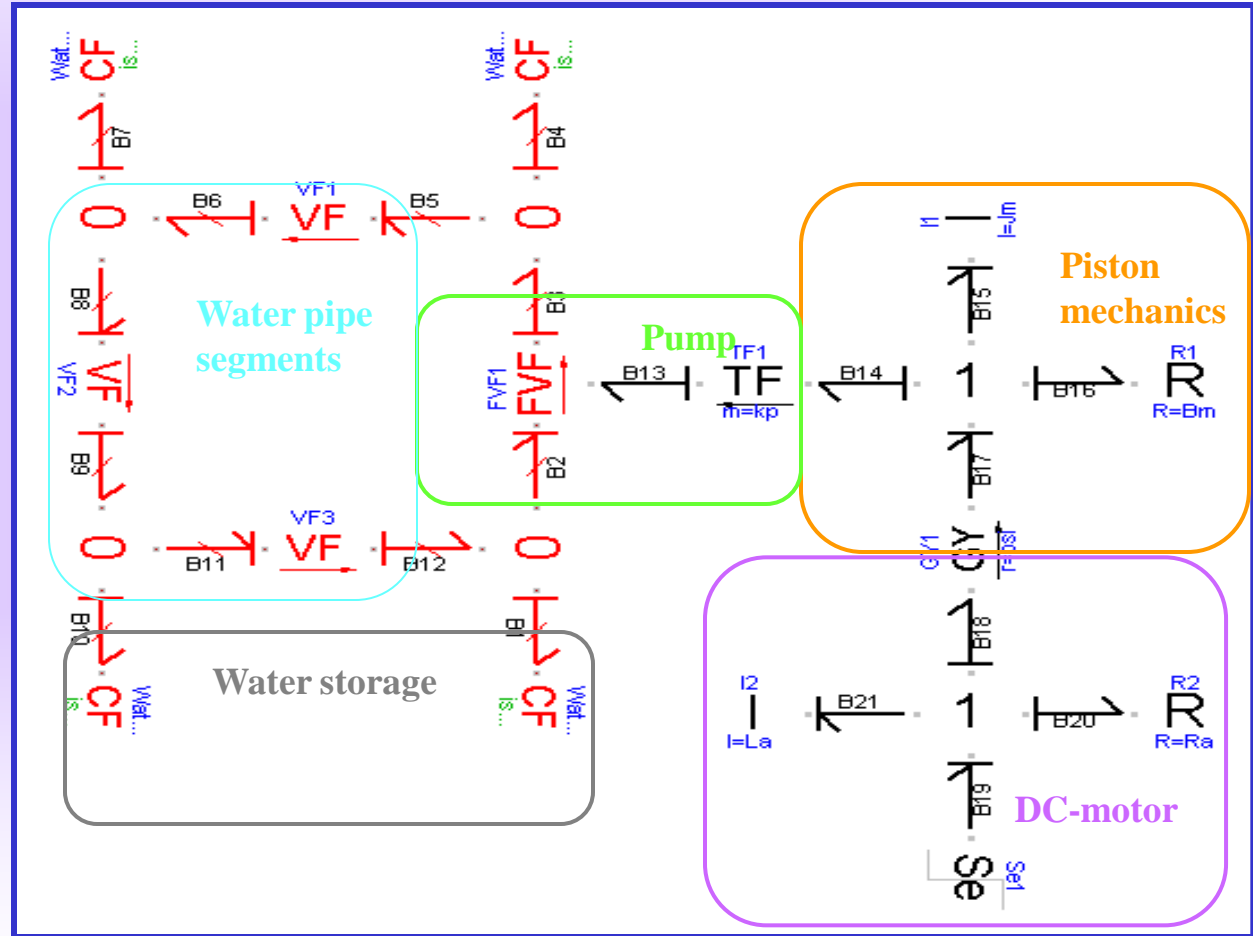 Wat...
CF
is...
Wat...
CF
is...
B7
B4
0
B6
VF1
VF
B5
0
I1
I
I=Jm
B8
Water pipe
segments
B3
B15
Piston
mechanics
VF2
VF
FVF1
FVF
Pump
B13
TF1
TF
m=kp
B14
1
B16
R1
R
R=Bm
B9
B2
B17
0
B11
VF3
VF
B12
0
GY1
GY
B10
B1
B18
Water storage
is...
CF
Wat...
is...
CF
Wat...
I2
I
I=La
B21
1
B20
R2
R
R=Ra
B19
DC-motor
Se
Se1